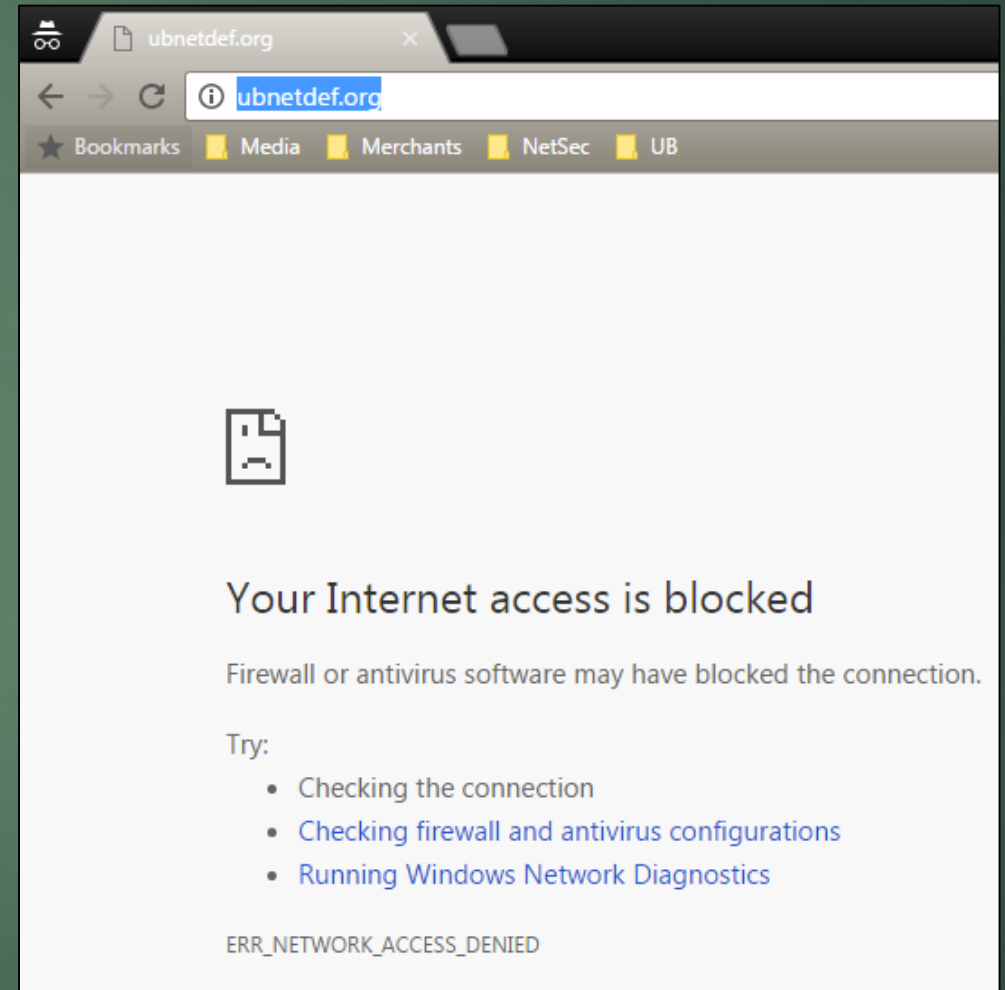 ubnetdef.org
ubnetdef.org
Bookmarks Media Merchants NetSec UB
Your Internet access is blocked
Firewall or antivirus software may have blocked the connection.
Try:
Checking the connection
Checking firewall and antivirus configurations
Running Windows Network Diagnostics
ERR_NETWORK_ACCESS_DENIED